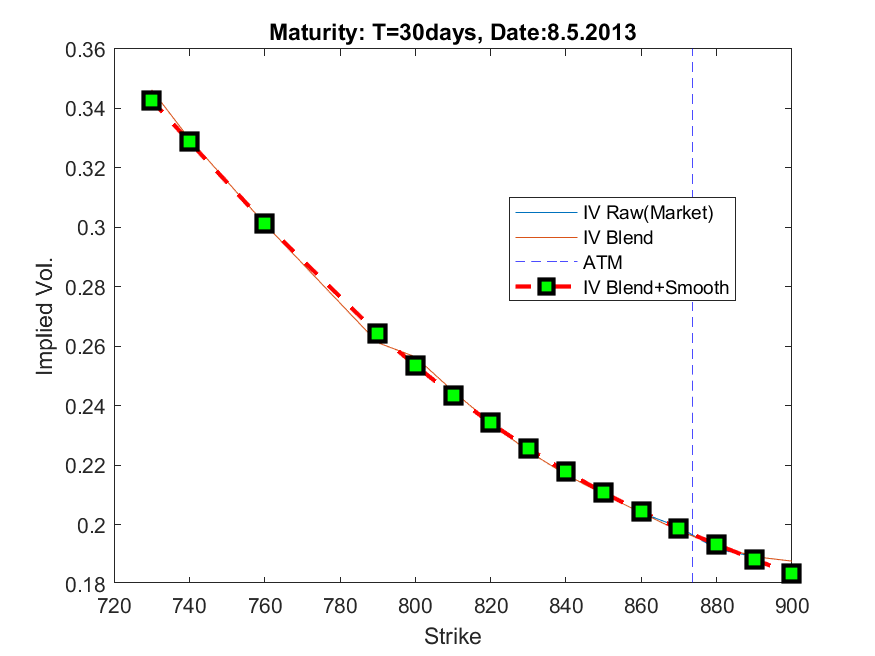 Maturity: T=30days, Date:8.5.2013
0.36
0.34
0.32
0.3
0.28
0.26
0.24
0.22
0.2
0.18
Implied Vol.
IV Raw(Market)
IV Blend
ATM
IV Blend+Smooth
720 740 760 780 800 820 840 860 880 900
Strike